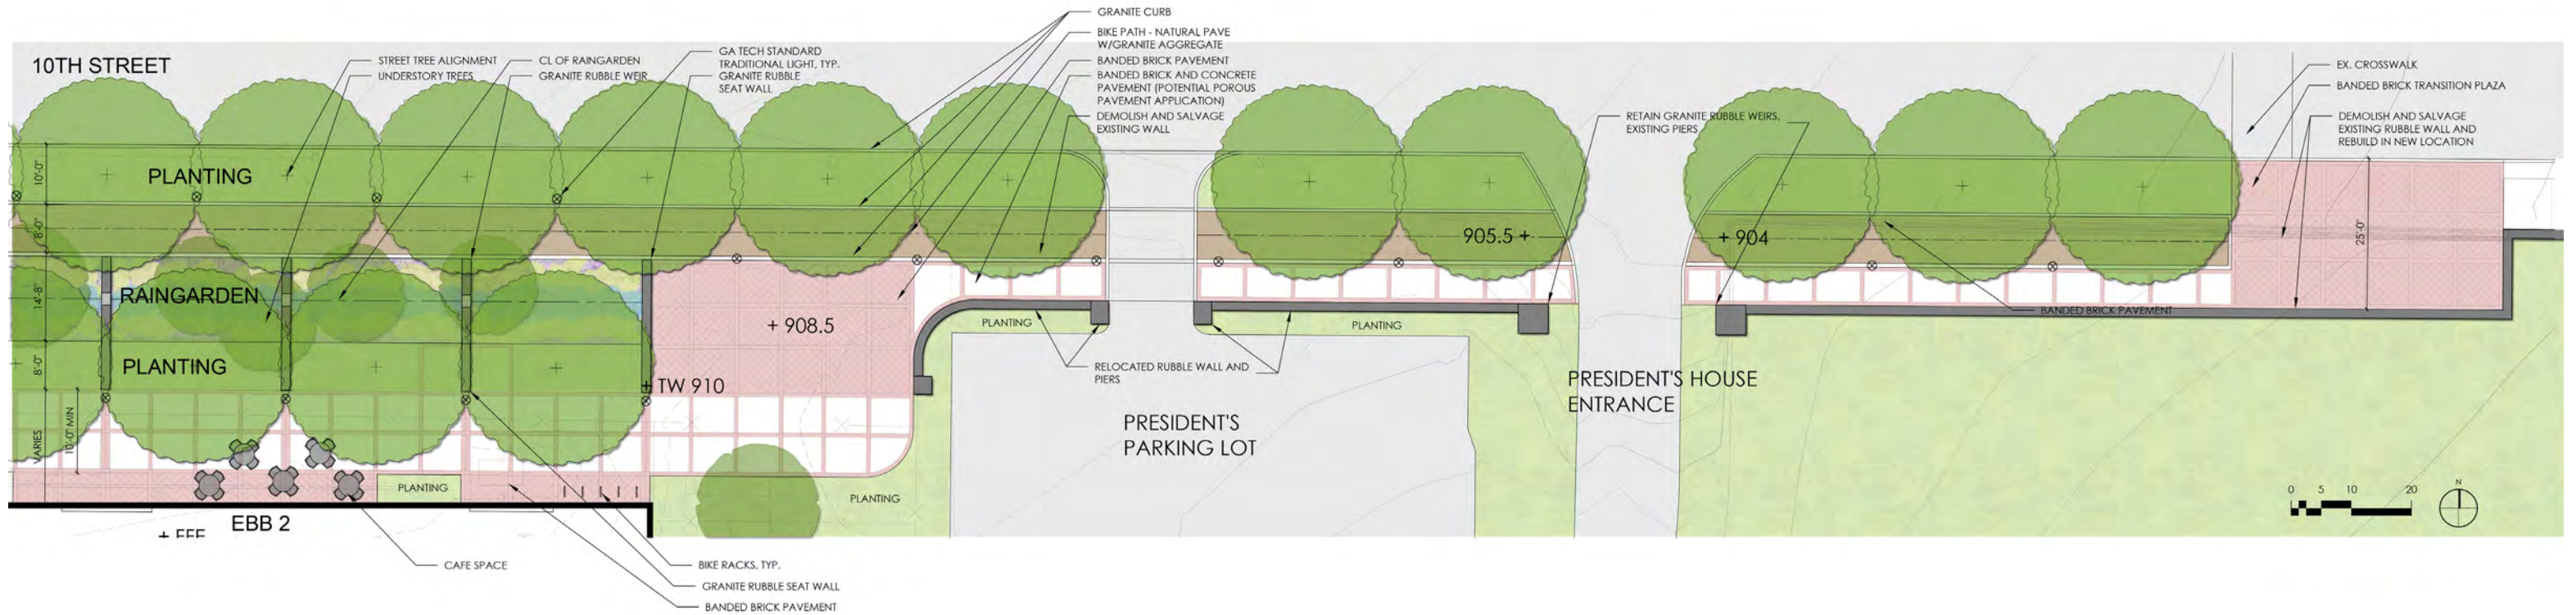 10TH STREET
STREET TREE ALIGNMENT
UNDERSTORY TREES
CL OF RAINGARDEN
GRANITE RUBBLE WEIR
GA TECH STANDARD
TRADITIONAL LIGHT, TYP.
GRANITE RUBBLE
SEAT WALL
GRANITE CURB
BIKE PATH - NATURAL PAVE
W/GRANITE AGGREGATE
BANDED BRICK PAVEMENT
BANDED BRICK AND CONCRETE
PAVEMENT (POTENTIAL POROUS
PAVEMENT APPLICATION)
DEMOLISH AND SALVAGE
EXISTING WALL
RETAIN GRANITE RUBBLE WEIRS,
EXISTING PIERS
EX. CROSSWALK
BANDED BRICK TRANSITION PLAZA
DEMOLISH AND SALVAGE
EXISTING RUBBLE WALL AND
REBUILD IN NEW LOCATION
10'-0"
PLANTING
8'-0"
905.5 +
+ 904
25'-0"
14'-8"
RAINGARDEN
+ 908.5
PLANTING
PLANTING
BANDED BRICK PAVEMENT
8'-0"
PLANTING
+ TW 910
RELOCATED RUBBLE WALL AND
PIERS
PRESIDENT'S HOUSE
ENTRANCE
PRESIDENT'S
PARKING LOT
VARIES
10'-0" MIN
PLANTING
PLANTING
0 5 10 20
N
EBB 2
+ FFE
CAFE SPACE
BIKE RACKS, TYP.
GRANITE RUBBLE SEAT WALL
BANDED BRICK PAVEMENT